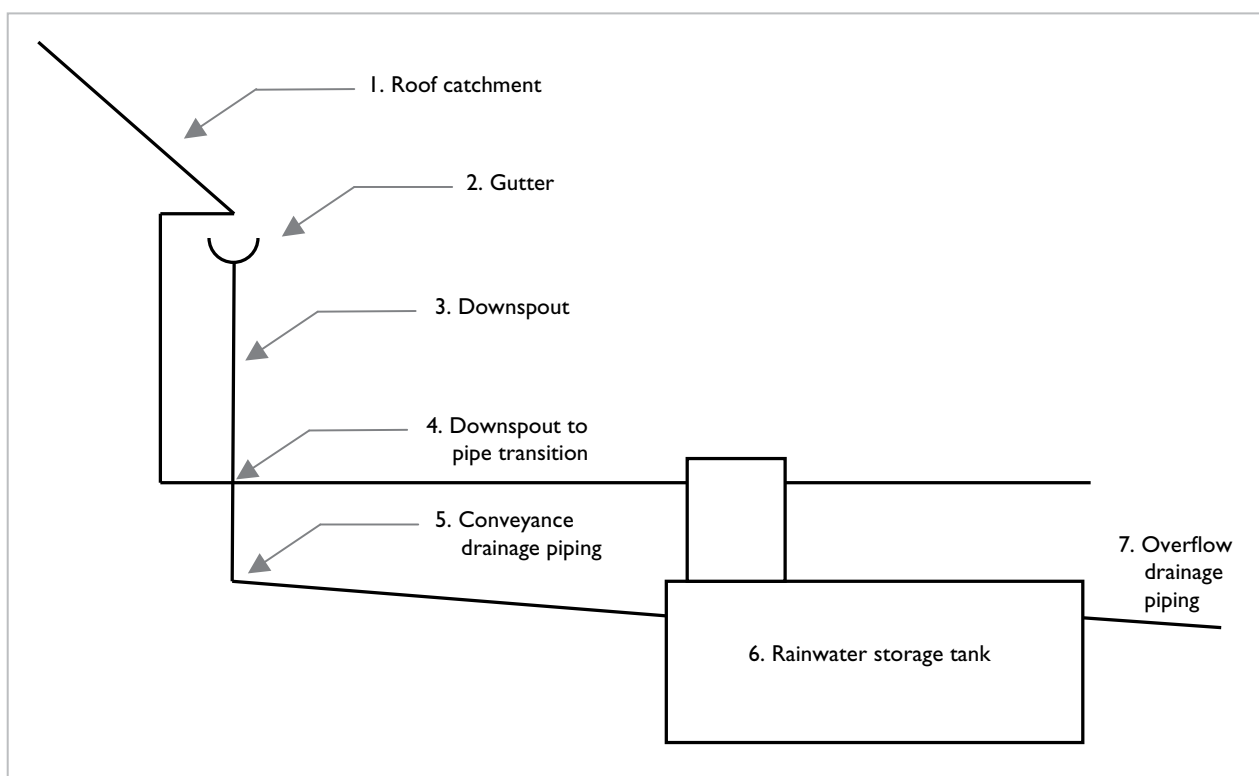 1. Roof catchment
2. Gutter
3. Downspout
4. Downspout to
pipe transition
5. Conveyance
drainage piping
6. Rainwater storage tank
7. Overflow
drainage
piping